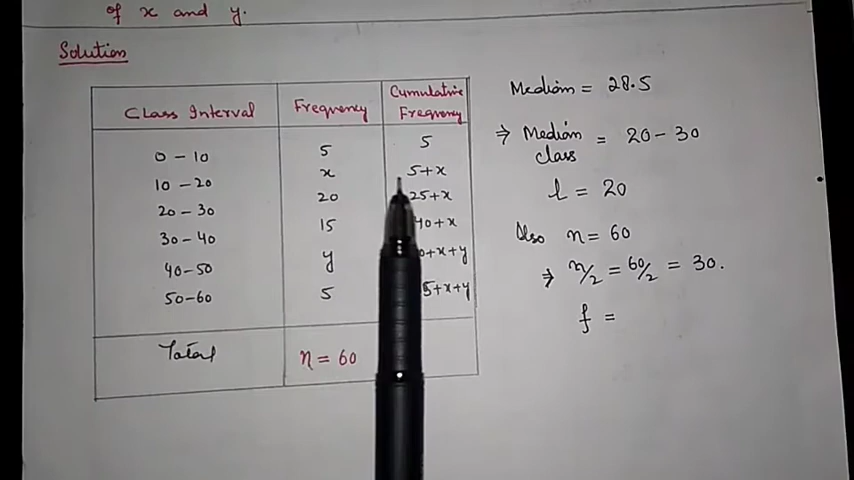 of x and y.
Solution
Class Interval Frequency Cumulative Frequency
0 - 10 5 5
10 - 20 x 5+x
20 - 30 20 25+x
30 - 40 15 40+x
40 - 50 y 0+x+y
50 - 60 5 5+x+y
Total n = 60
Median = 28.5
⇒ Median class = 20 - 30
l = 20
Also n = 60
⇒ n/2 = 60/2 = 30.
f =